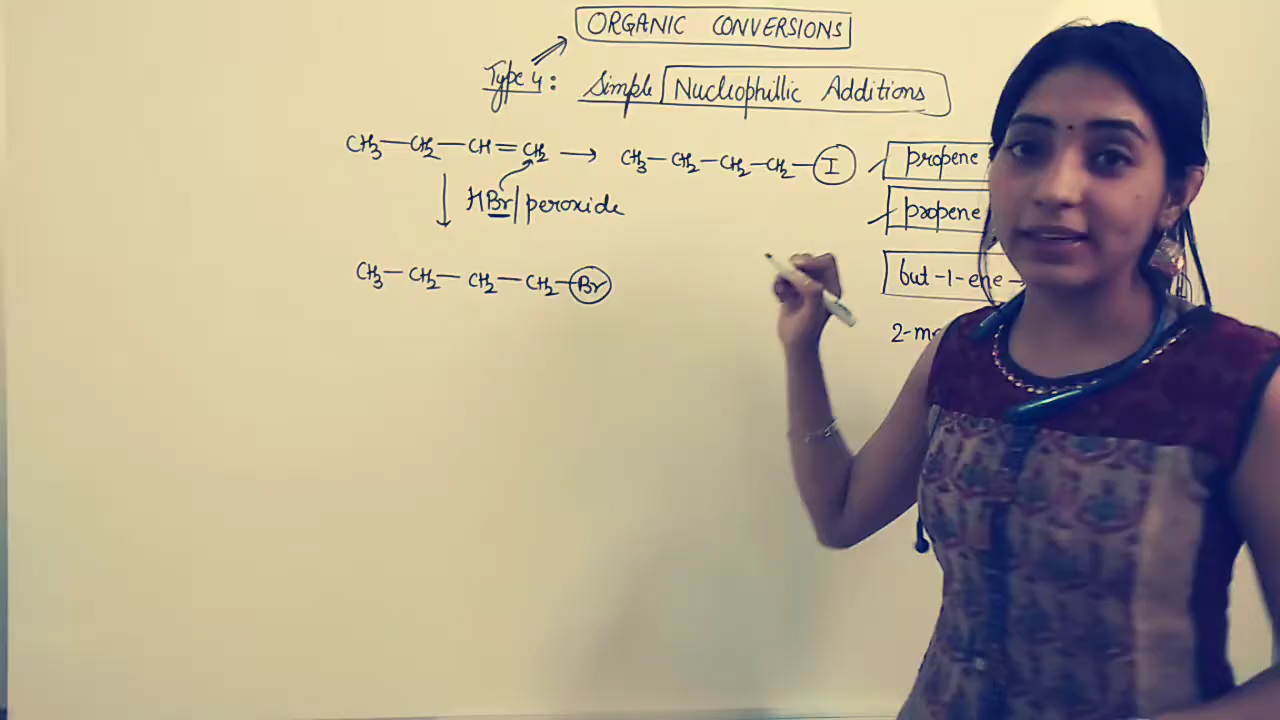 ORGANIC CONVERSIONS
Type 4: Simple Nucleophillic Additions
CH3—CH2—CH=CH2 → CH3—CH2—CH2—CH2—I
↓ HBr/peroxide
CH3—CH2—CH2—CH2—Br
propene
propene
but-1-ene →